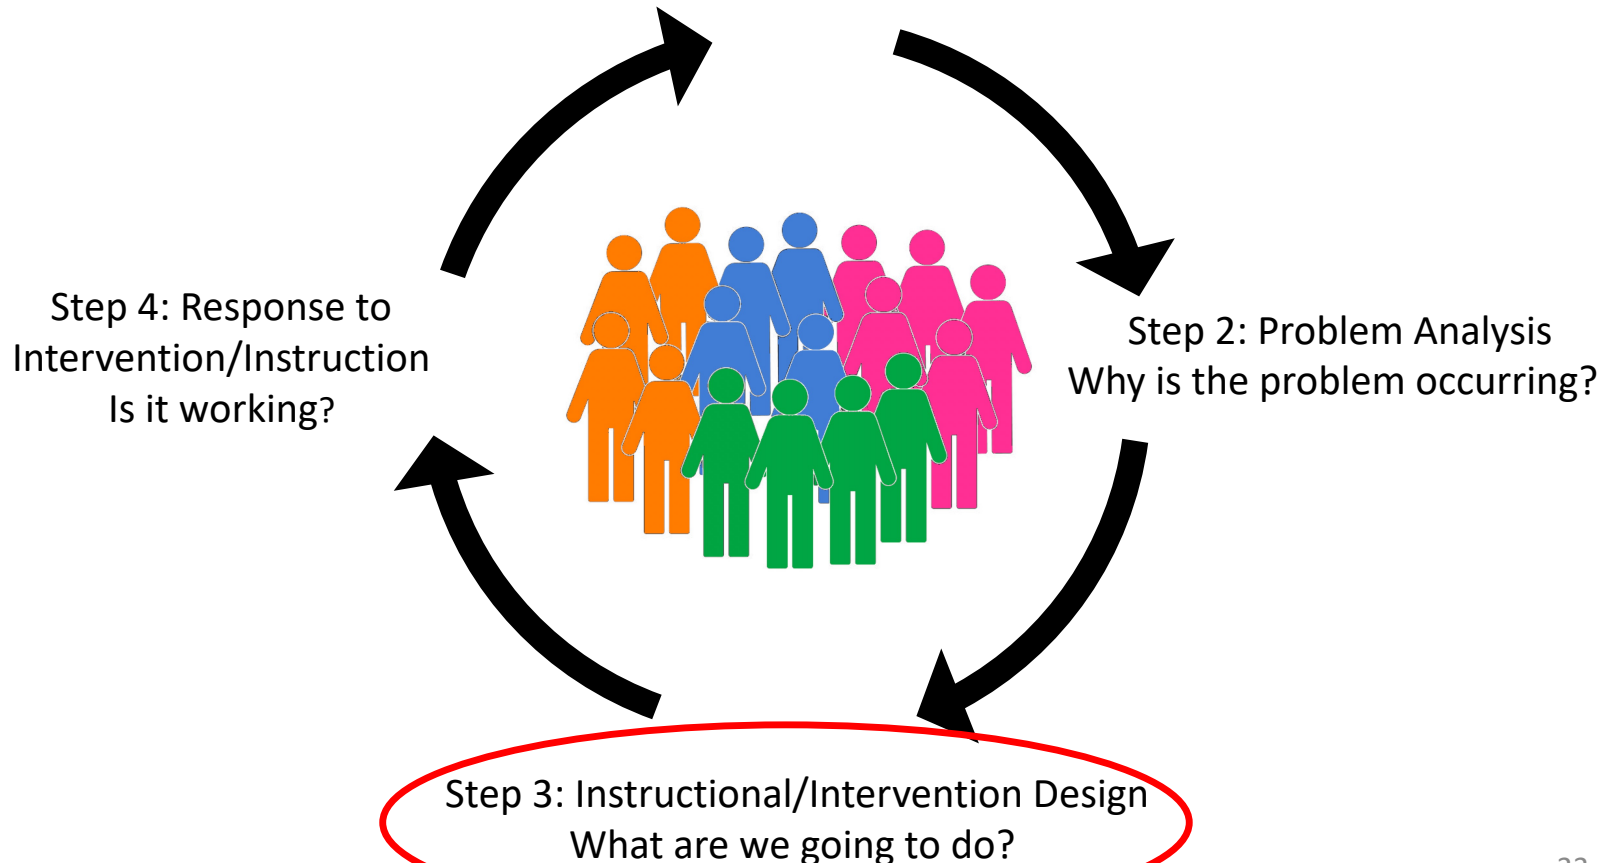 Step 4: Response to
Intervention/Instruction
Is it working?
Step 2: Problem Analysis
Why is the problem occurring?
Step 3: Instructional/Intervention Design
What are we going to do?